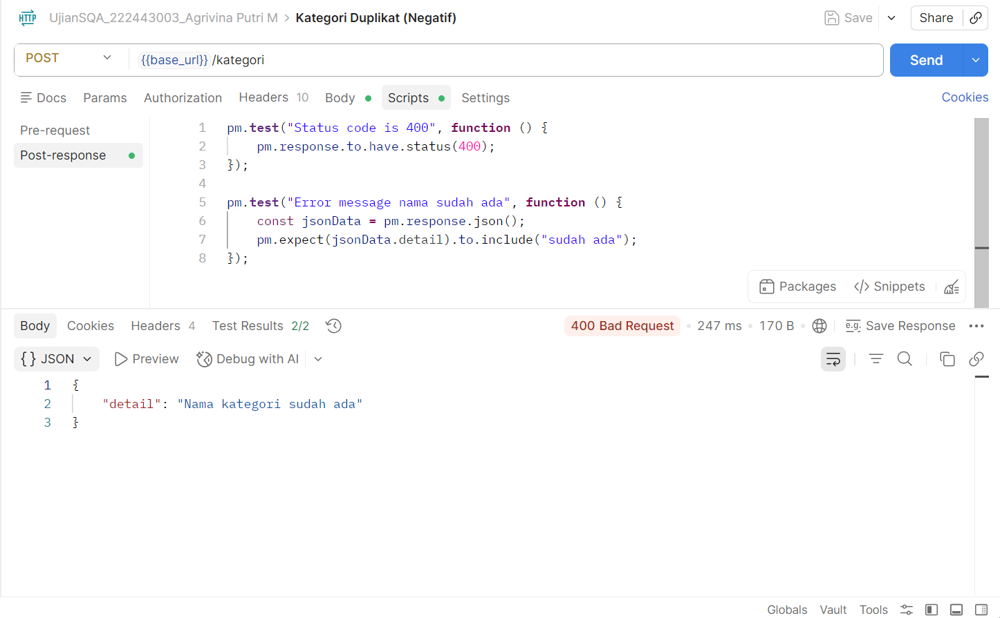 HTTP UjianSQA_222443003_Agrivina Putri M > Kategori Duplikat (Negatif) Save Share
POST {{base_url}} /kategori Send
Docs Params Authorization Headers 10 Body Scripts Settings Cookies
Pre-request
Post-response
1 pm.test("Status code is 400", function () {
2 pm.response.to.have.status(400);
3 });
4
5 pm.test("Error message nama sudah ada", function () {
6 const jsonData = pm.response.json();
7 pm.expect(jsonData.detail).to.include("sudah ada");
8 });
Packages </> Snippets
Body Cookies Headers 4 Test Results 2/2 400 Bad Request 247 ms 170 B e.g. Save Response
{} JSON Preview Debug with AI
1 {
2 "detail": "Nama kategori sudah ada"
3 }
Globals Vault Tools